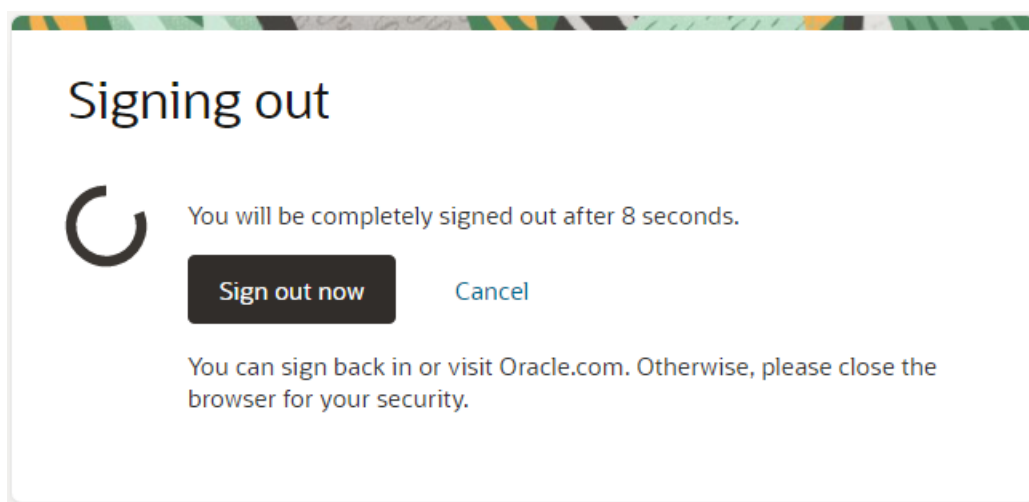 Signing out
You will be completely signed out after 8 seconds.
Sign out now
Cancel
You can sign back in or visit Oracle.com. Otherwise, please close the
browser for your security.